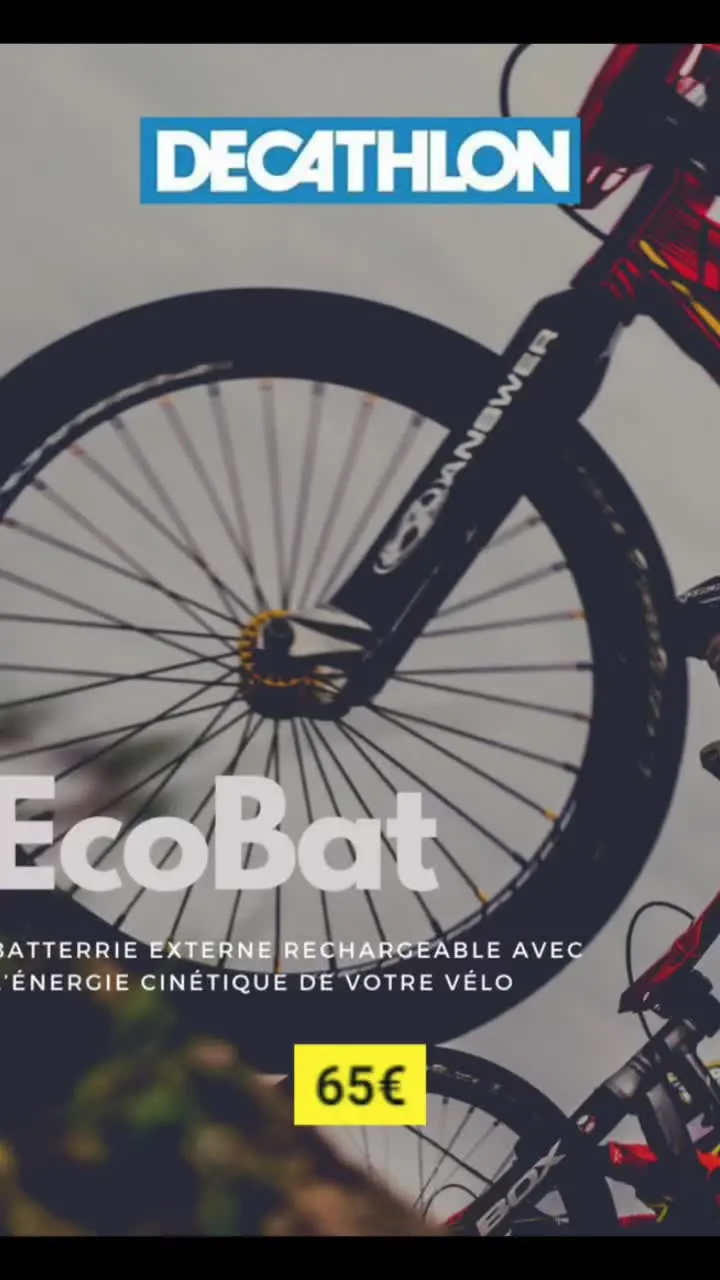 DECATHLON
ANSWER
EcoBat
BATTERRIE EXTERNE RECHARGEABLE AVEC
L'ÉNERGIE CINÉTIQUE DE VOTRE VÉLO
65€
BOX